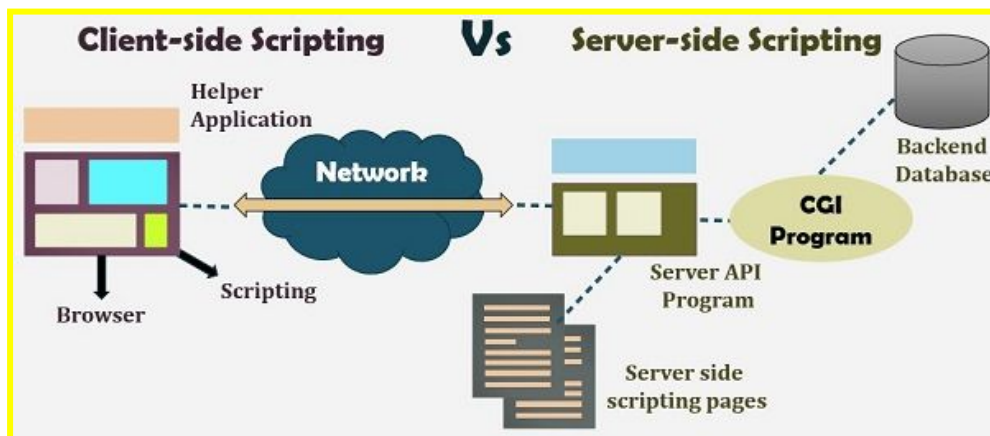 Client-side Scripting Vs Server-side Scripting
Helper
Application
Network
Backend
Database
CGI
Program
Server API
Program
Scripting
Browser
Server side
scripting pages